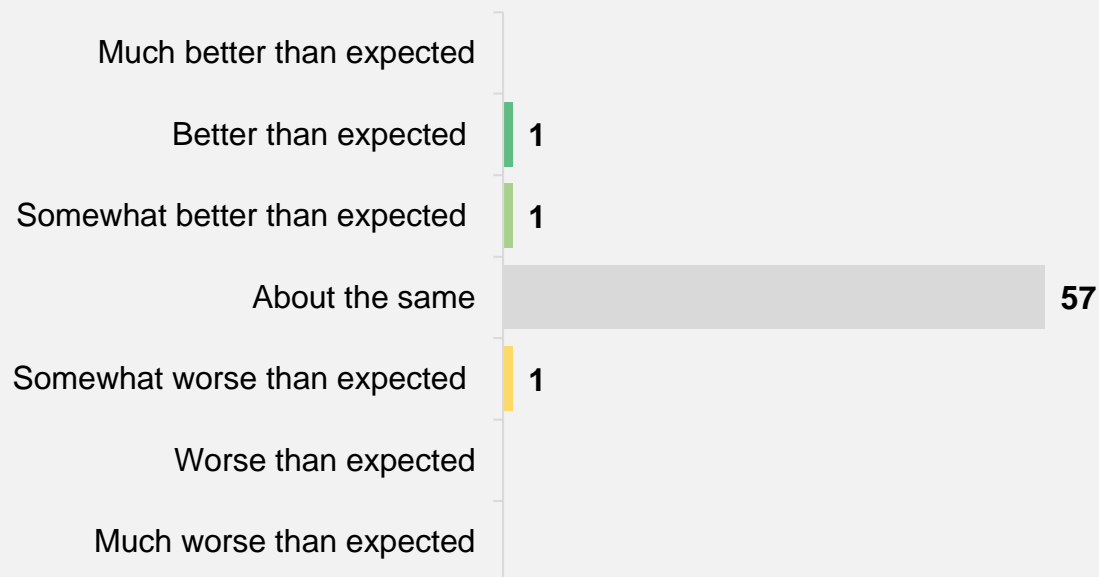 Much better than expected
Better than expected 1
Somewhat better than expected 1
About the same 57
Somewhat worse than expected 1
Worse than expected
Much worse than expected